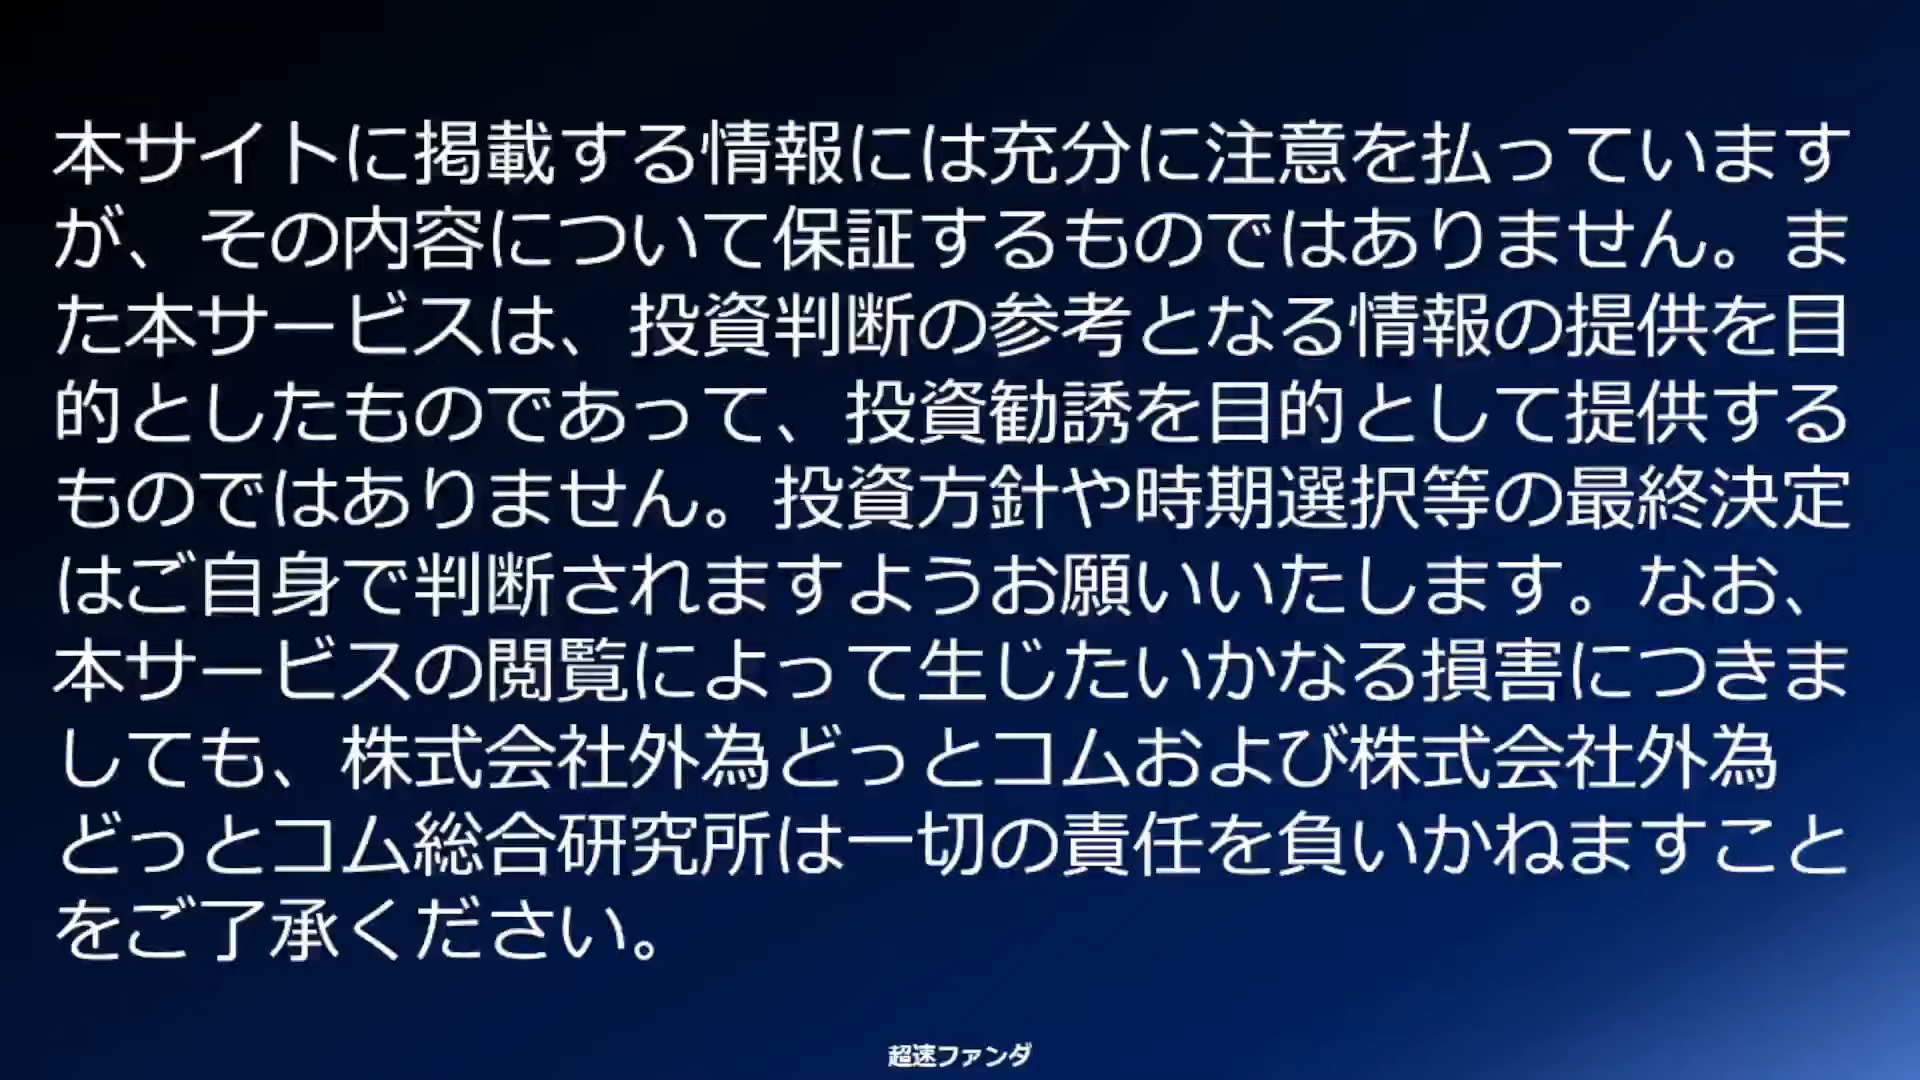 本サイトに掲載する情報には充分に注意を払っています
が、その内容について保証するものではありません。ま
た本サービスは、投資判断の参考となる情報の提供を目
的としたものであって、投資勧誘を目的として提供する
ものではありません。投資方針や時期選択等の最終決定
はご自身で判断されますようお願いいたします。なお、
本サービスの閲覧によって生じたいかなる損害につきま
しても、株式会社外為どっとコムおよび株式会社外為
どっとコム総合研究所は一切の責任を負いかねますこと
をご了承ください。
超速ファンダ